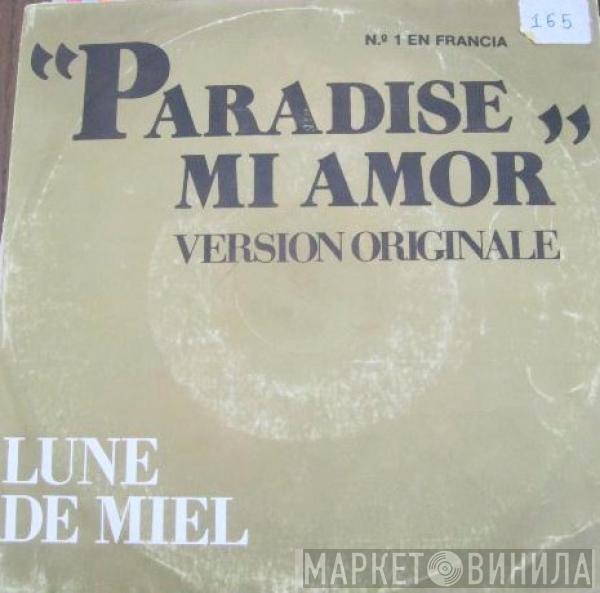 165
N.º 1 EN FRANCIA
"PARADISE
MI AMOR"
VERSION ORIGINALE
LUNE
DE MIEL
МАРКЕТ ВИНИЛА